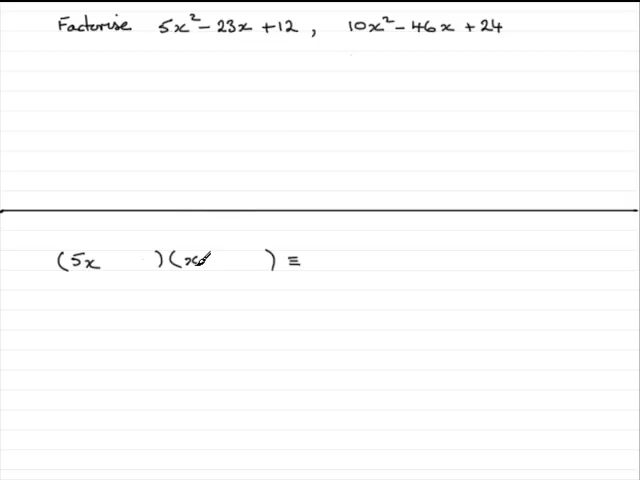 Factorise 5x² - 23x + 12 , 10x² - 46x + 24
(5x )(x ) ≡